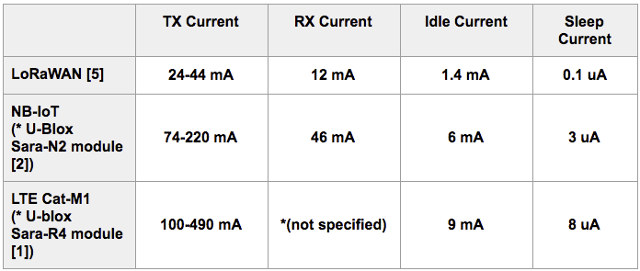 TX Current RX Current Idle Current Sleep
Current
LoRaWAN [5] 24-44 mA 12 mA 1.4 mA 0.1 uA
NB-IoT
(* U-Blox
Sara-N2 module
[2]) 74-220 mA 46 mA 6 mA 3 uA
LTE Cat-M1
(* U-blox
Sara-R4 module
[1]) 100-490 mA *(not specified) 9 mA 8 uA